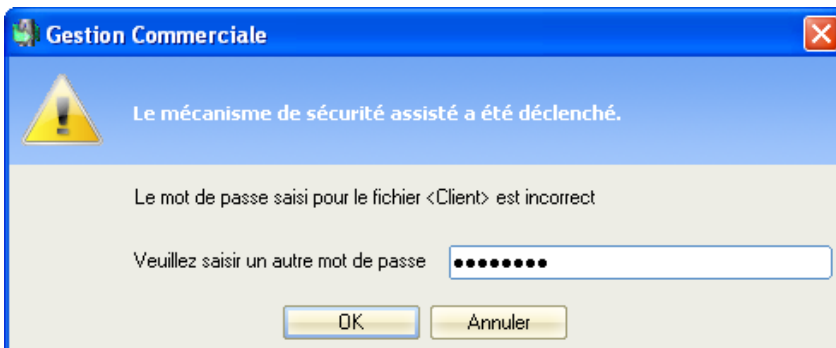 Gestion Commerciale
Le mécanisme de sécurité assisté a été déclenché.
Le mot de passe saisi pour le fichier <Client> est incorrect
Veuillez saisir un autre mot de passe ●●●●●●●●
OK Annuler